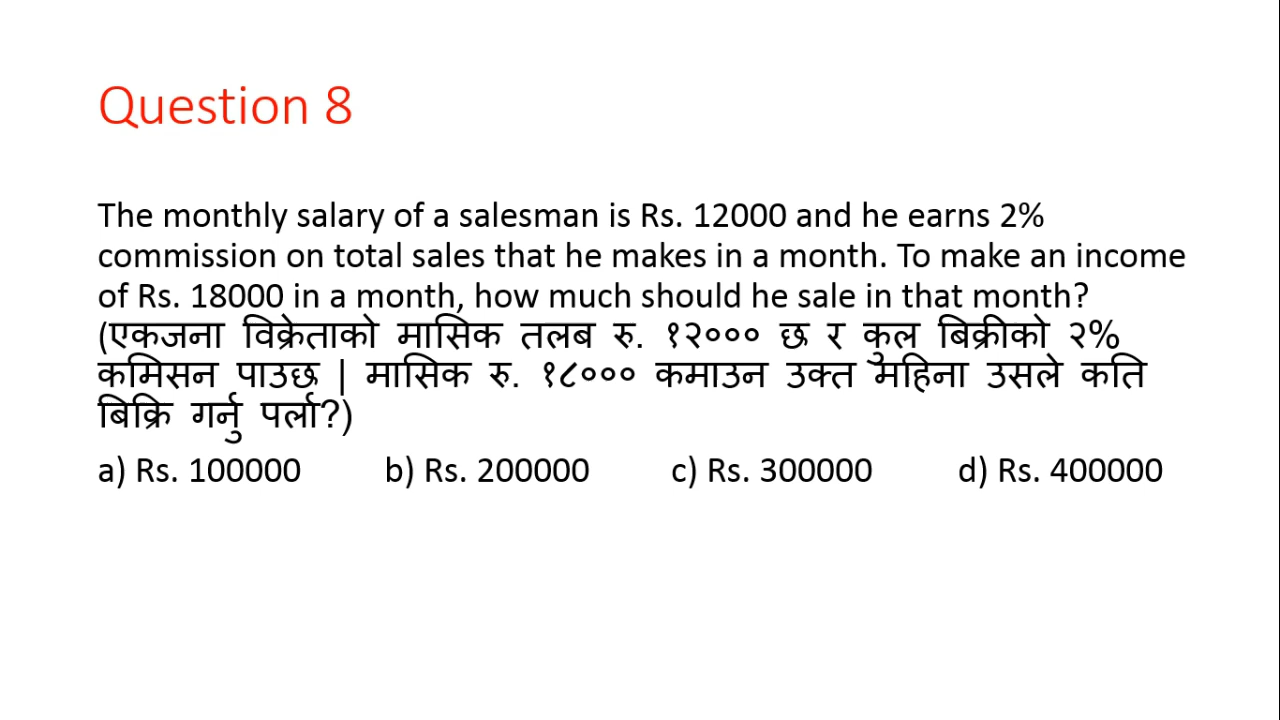 Question 8
The monthly salary of a salesman is Rs. 12000 and he earns 2%
commission on total sales that he makes in a month. To make an income
of Rs. 18000 in a month, how much should he sale in that month?
(एकजना विक्रेताको मासिक तलब रु. १२००० छ र कुल बिक्रीको २%
कमिसन पाउछ | मासिक रु. १८००० कमाउन उक्त महिना उसले कति
बिक्रि गर्नु पर्ला?)
a) Rs. 100000 b) Rs. 200000 c) Rs. 300000 d) Rs. 400000